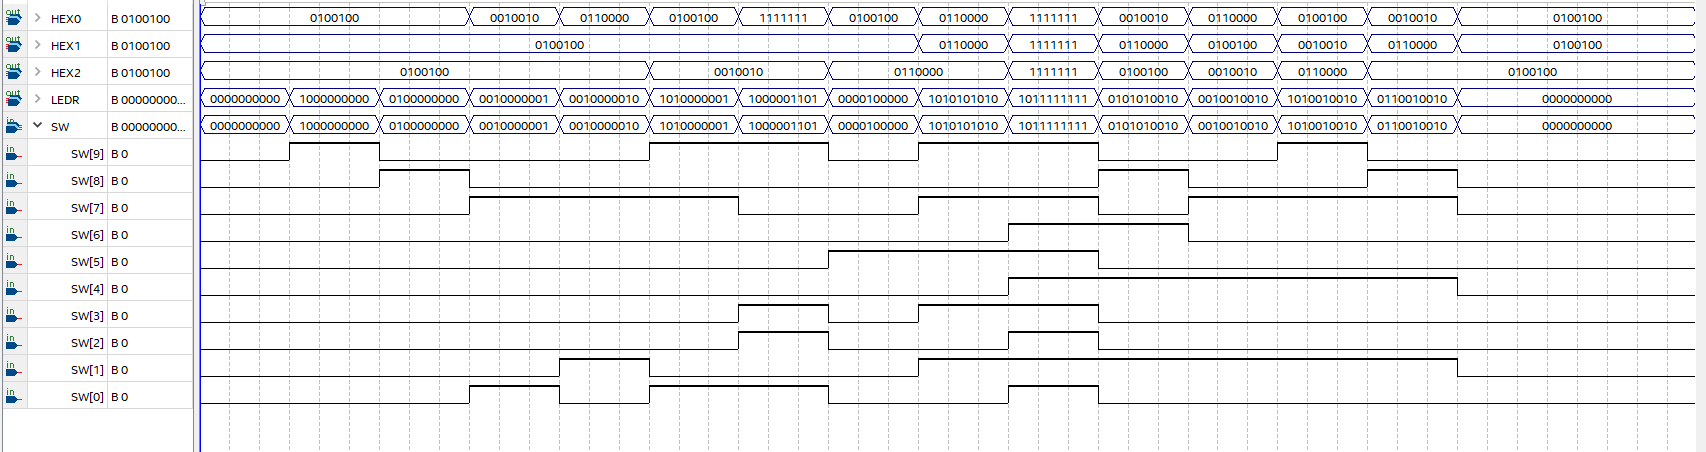 out HEX0 B 0100100 0100100 0010010 0110000 0100100 1111111 0100100 0110000 1111111 0010010 0110000 0100100 0010010 0100100
out HEX1 B 0100100 0100100 0110000 1111111 0110000 0100100 0010010 0110000 0100100
out HEX2 B 0100100 0100100 0010010 0110000 1111111 0100100 0010010 0110000 0100100
out LEDR B 00000000... 0000000000 1000000000 0100000000 0010000001 0010000010 1010000001 1000001101 0000100000 1010101010 1011111111 0101010010 0010010010 1010010010 0110010010 0000000000
in SW B 00000000... 0000000000 1000000000 0100000000 0010000001 0010000010 1010000001 1000001101 0000100000 1010101010 1011111111 0101010010 0010010010 1010010010 0110010010 0000000000
in SW[9] B 0
in SW[8] B 0
in SW[7] B 0
in SW[6] B 0
in SW[5] B 0
in SW[4] B 0
in SW[3] B 0
in SW[2] B 0
in SW[1] B 0
in SW[0] B 0